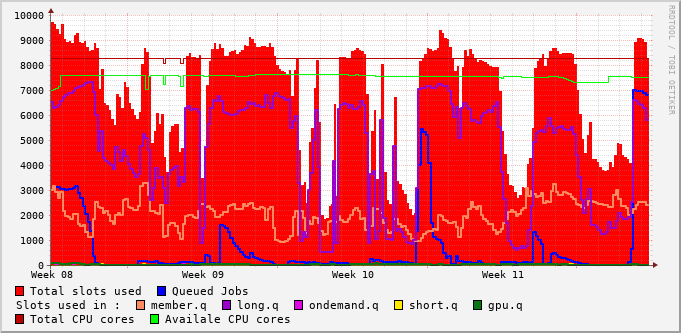 RRDTOOL / TOBI OETIKER
10000
9000
8000
7000
6000
5000
4000
3000
2000
1000
0
Week 08 Week 09 Week 10 Week 11
Total slots used Queued Jobs
Slots used in : member.q long.q ondemand.q short.q gpu.q
Total CPU cores Availale CPU cores